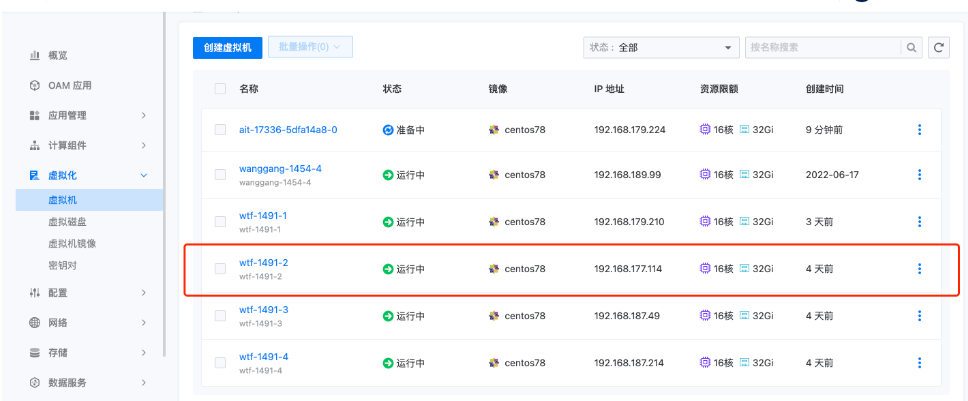 概览
OAM 应用
应用管理
计算组件
虚拟化
虚拟机
虚拟磁盘
虚拟机镜像
密钥对
配置
网络
存储
数据服务
创建虚拟机 批量操作(0) 状态：全部 按名称搜索
名称 状态 镜像 IP 地址 资源限额 创建时间
ait-17336-5dfa14a8-0 准备中 centos78 192.168.179.224 16核 32Gi 9 分钟前
wanggang-1454-4 运行中 centos78 192.168.189.99 16核 32Gi 2022-06-17
wanggang-1454-4
wtf-1491-1 运行中 centos78 192.168.179.210 16核 32Gi 3 天前
wtf-1491-1
wtf-1491-2 运行中 centos78 192.168.177.114 16核 32Gi 4 天前
wtf-1491-2
wtf-1491-3 运行中 centos78 192.168.187.49 16核 32Gi 4 天前
wtf-1491-3
wtf-1491-4 运行中 centos78 192.168.187.214 16核 32Gi 4 天前
wtf-1491-4